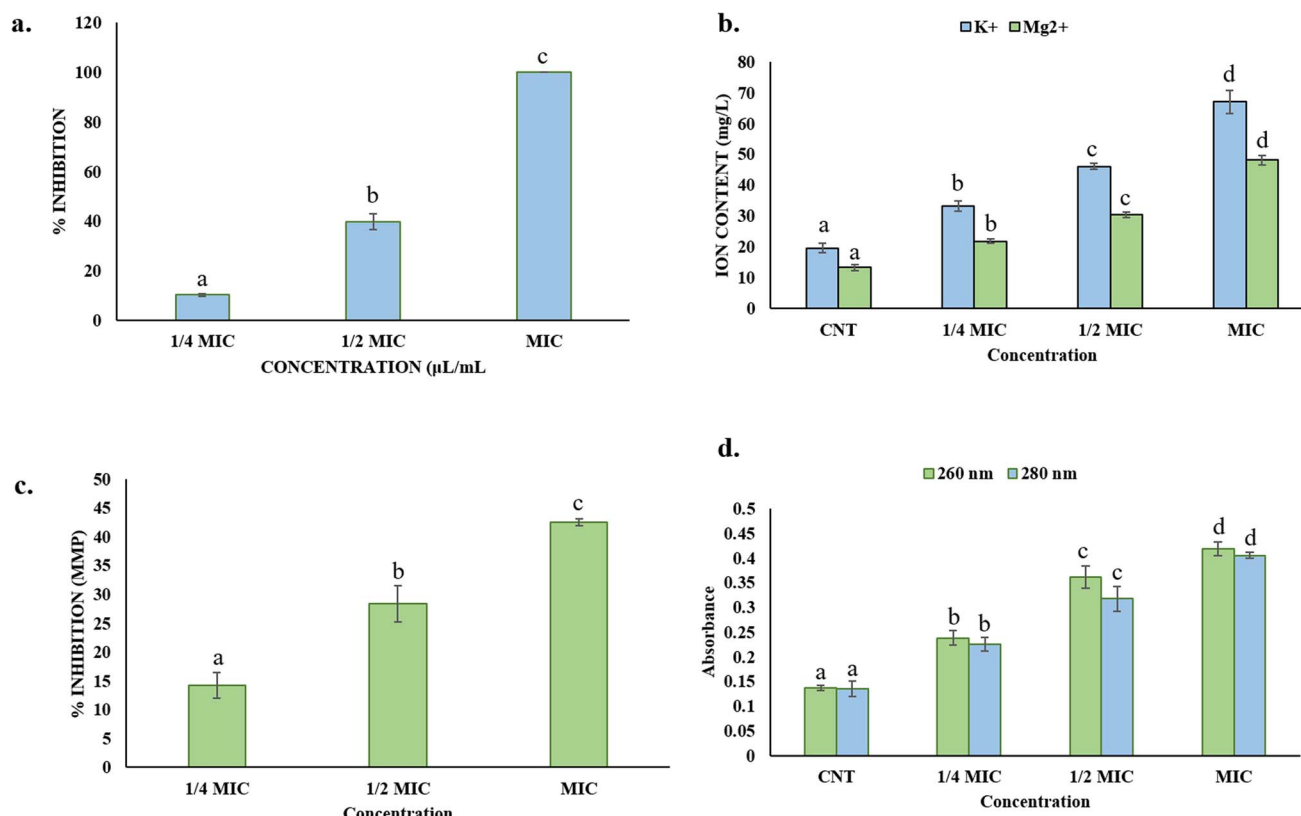 a.
120
100
80
60
40
20
0
% INHIBITION
a
b
c
1/4 MIC 1/2 MIC MIC
CONCENTRATION (µL/mL
b.
K+ Mg2+
80
70
60
50
40
30
20
10
0
ION CONTENT (mg/L)
a a b b c c d d
CNT 1/4 MIC 1/2 MIC MIC
Concentration
c.
50
45
40
35
30
25
20
15
10
5
0
% INHIBITION (MMP)
a
b
c
1/4 MIC 1/2 MIC MIC
Concentration
d.
260 nm 280 nm
0.5
0.45
0.4
0.35
0.3
0.25
0.2
0.15
0.1
0.05
0
Absorbance
a a b b c c d d
CNT 1/4 MIC 1/2 MIC MIC
Concentration